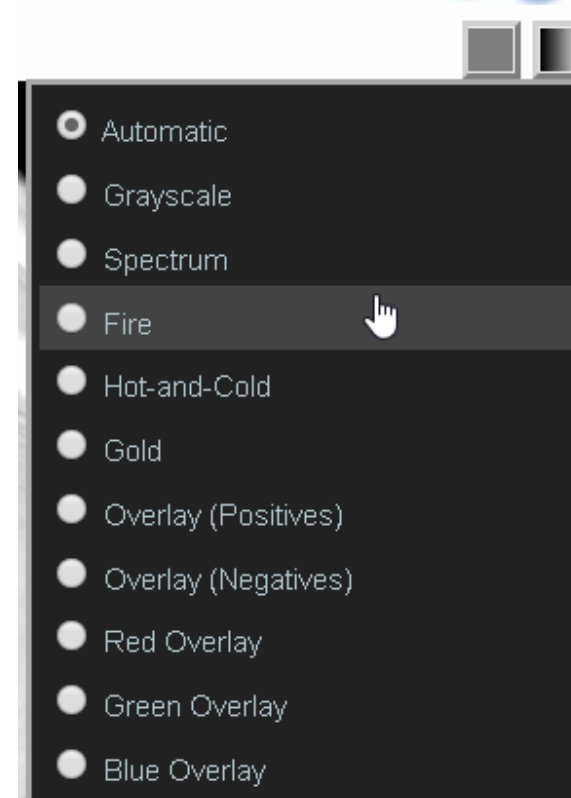 Automatic
Grayscale
Spectrum
Fire
Hot-and-Cold
Gold
Overlay (Positives)
Overlay (Negatives)
Red Overlay
Green Overlay
Blue Overlay